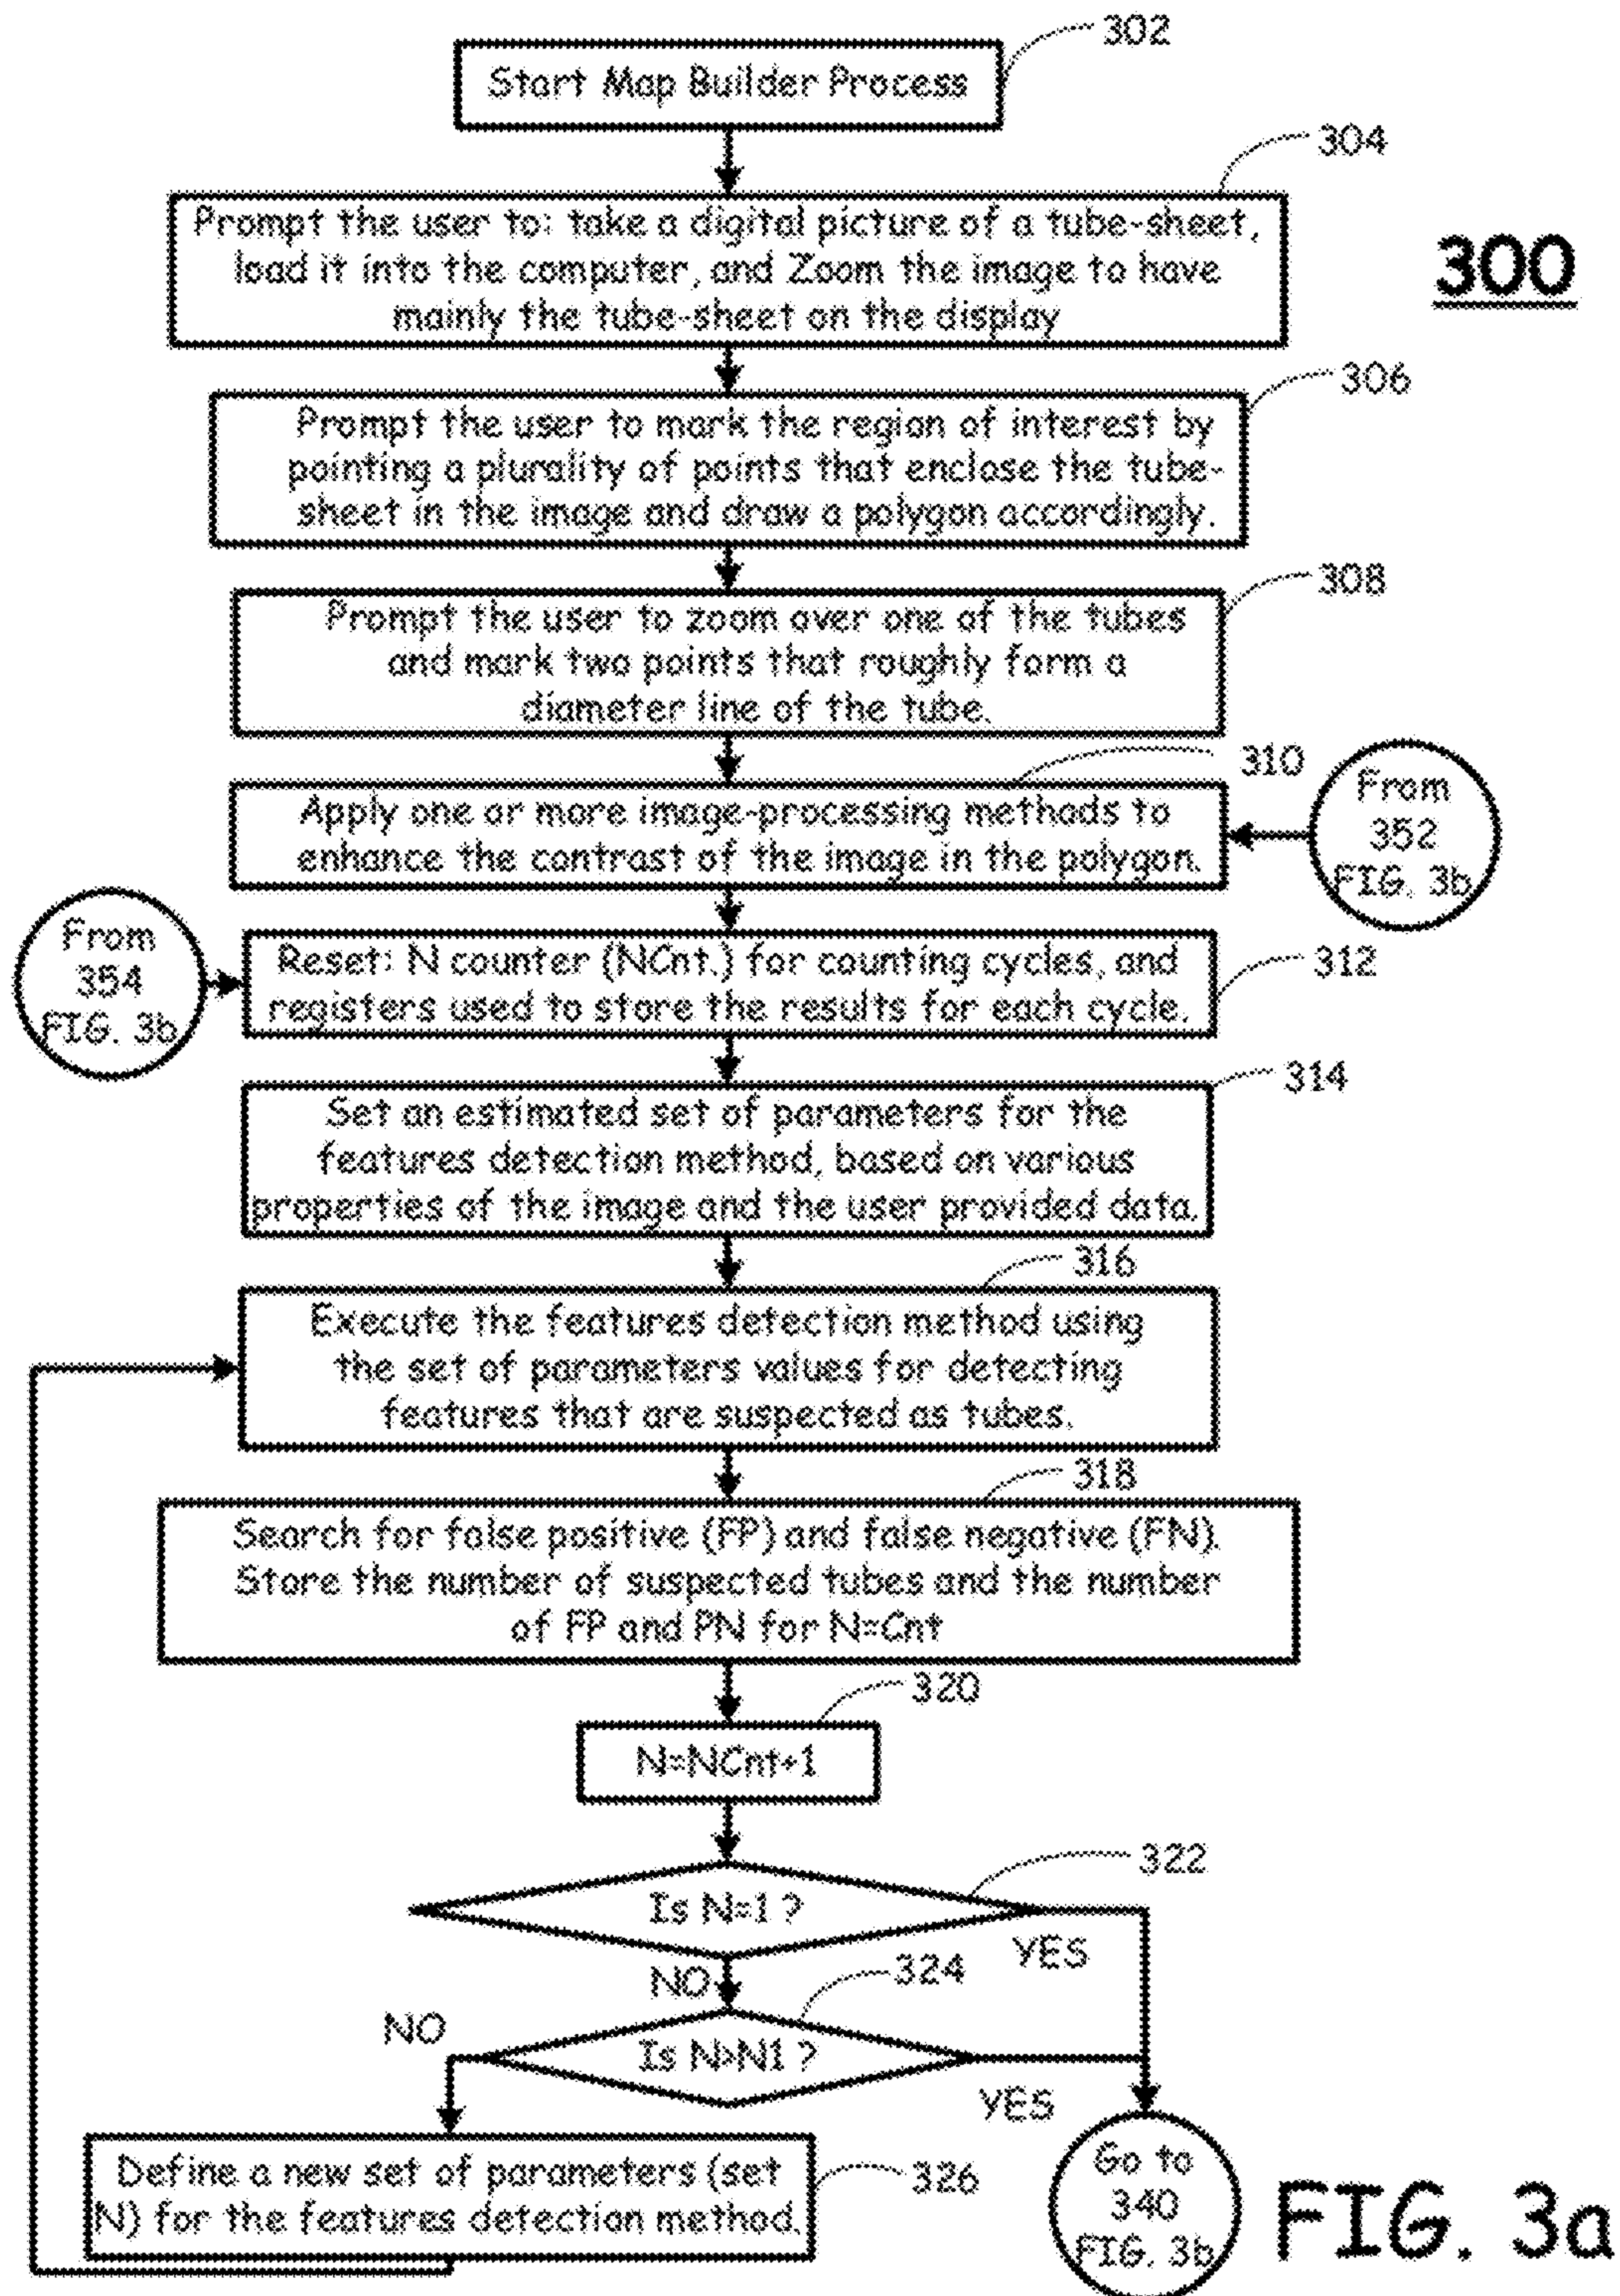 302
Start Map Builder Process
304
Prompt the user to: take a digital picture of a tube-sheet,
load it into the computer, and Zoom the image to have
mainly the tube-sheet on the display
300
306
Prompt the user to mark the region of interest by
pointing a plurality of points that enclose the tube-
sheet in the image and draw a polygon accordingly.
308
Prompt the user to zoom over one of the tubes
and mark two points that roughly form a
diameter line of the tube.
310
Apply one or more image-processing methods to
enhance the contrast of the image in the polygon.
From
352
FIG. 3b
From
354
FIG. 3b
Reset: N counter (NCnt.) for counting cycles, and
registers used to store the results for each cycle.
312
314
Set an estimated set of parameters for the
features detection method, based on various
properties of the image and the user provided data.
316
Execute the features detection method using
the set of parameters values for detecting
features that are suspected as tubes.
318
Search for false positive (FP) and false negative (FN).
Store the number of suspected tubes and the number
of FP and PN for N=Cnt
320
N=NCnt+1
322
Is N=1 ?
YES
NO
324
NO
Is N>N1 ?
YES
Define a new set of parameters (set
N) for the features detection method.
326
Go to
340
FIG. 3b
FIG. 3a